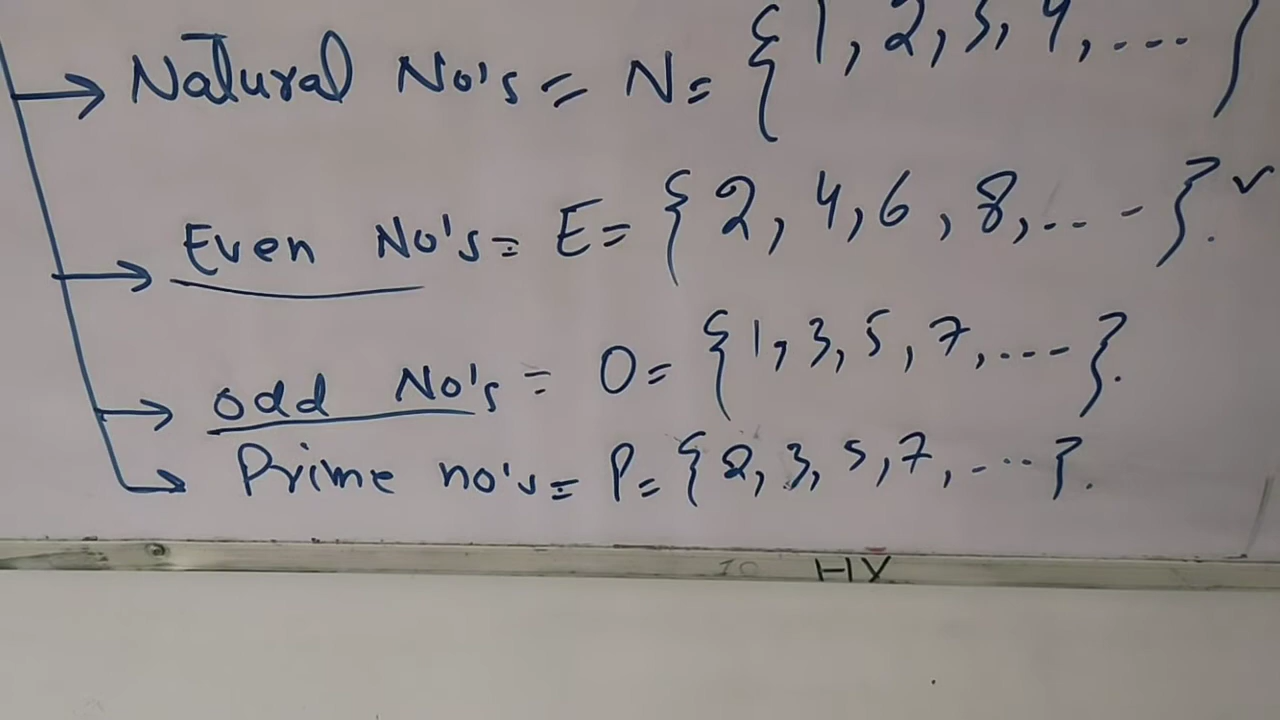 Natural No's = N= {1, 2, 3, 4, ...}
Even No's = E= {2, 4, 6, 8, ...}.
odd No's = O= {1, 3, 5, 7, ...}.
Prime no's = P= {2, 3, 5, 7, ...}.